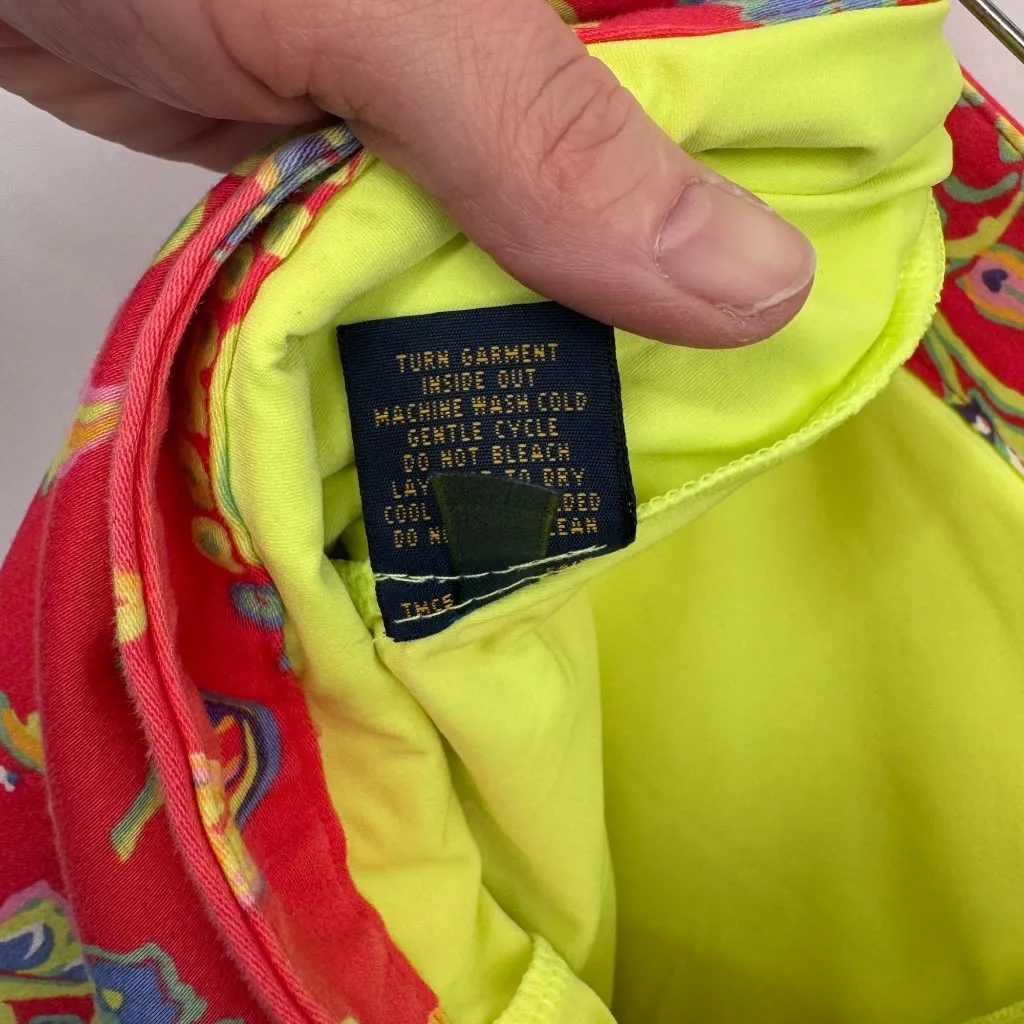 TURN GARMENT
INSIDE OUT
MACHINE WASH COLD
GENTLE CYCLE
DO NOT BLEACH
LAY TO DRY
COOL
DO